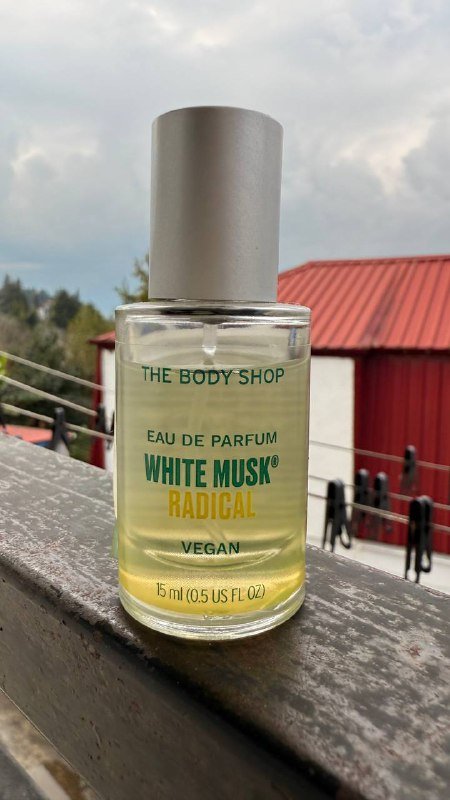 THE BODY SHOP
EAU DE PARFUM
WHITE MUSK®
RADICAL
VEGAN
15 ml (0.5 US FL OZ)